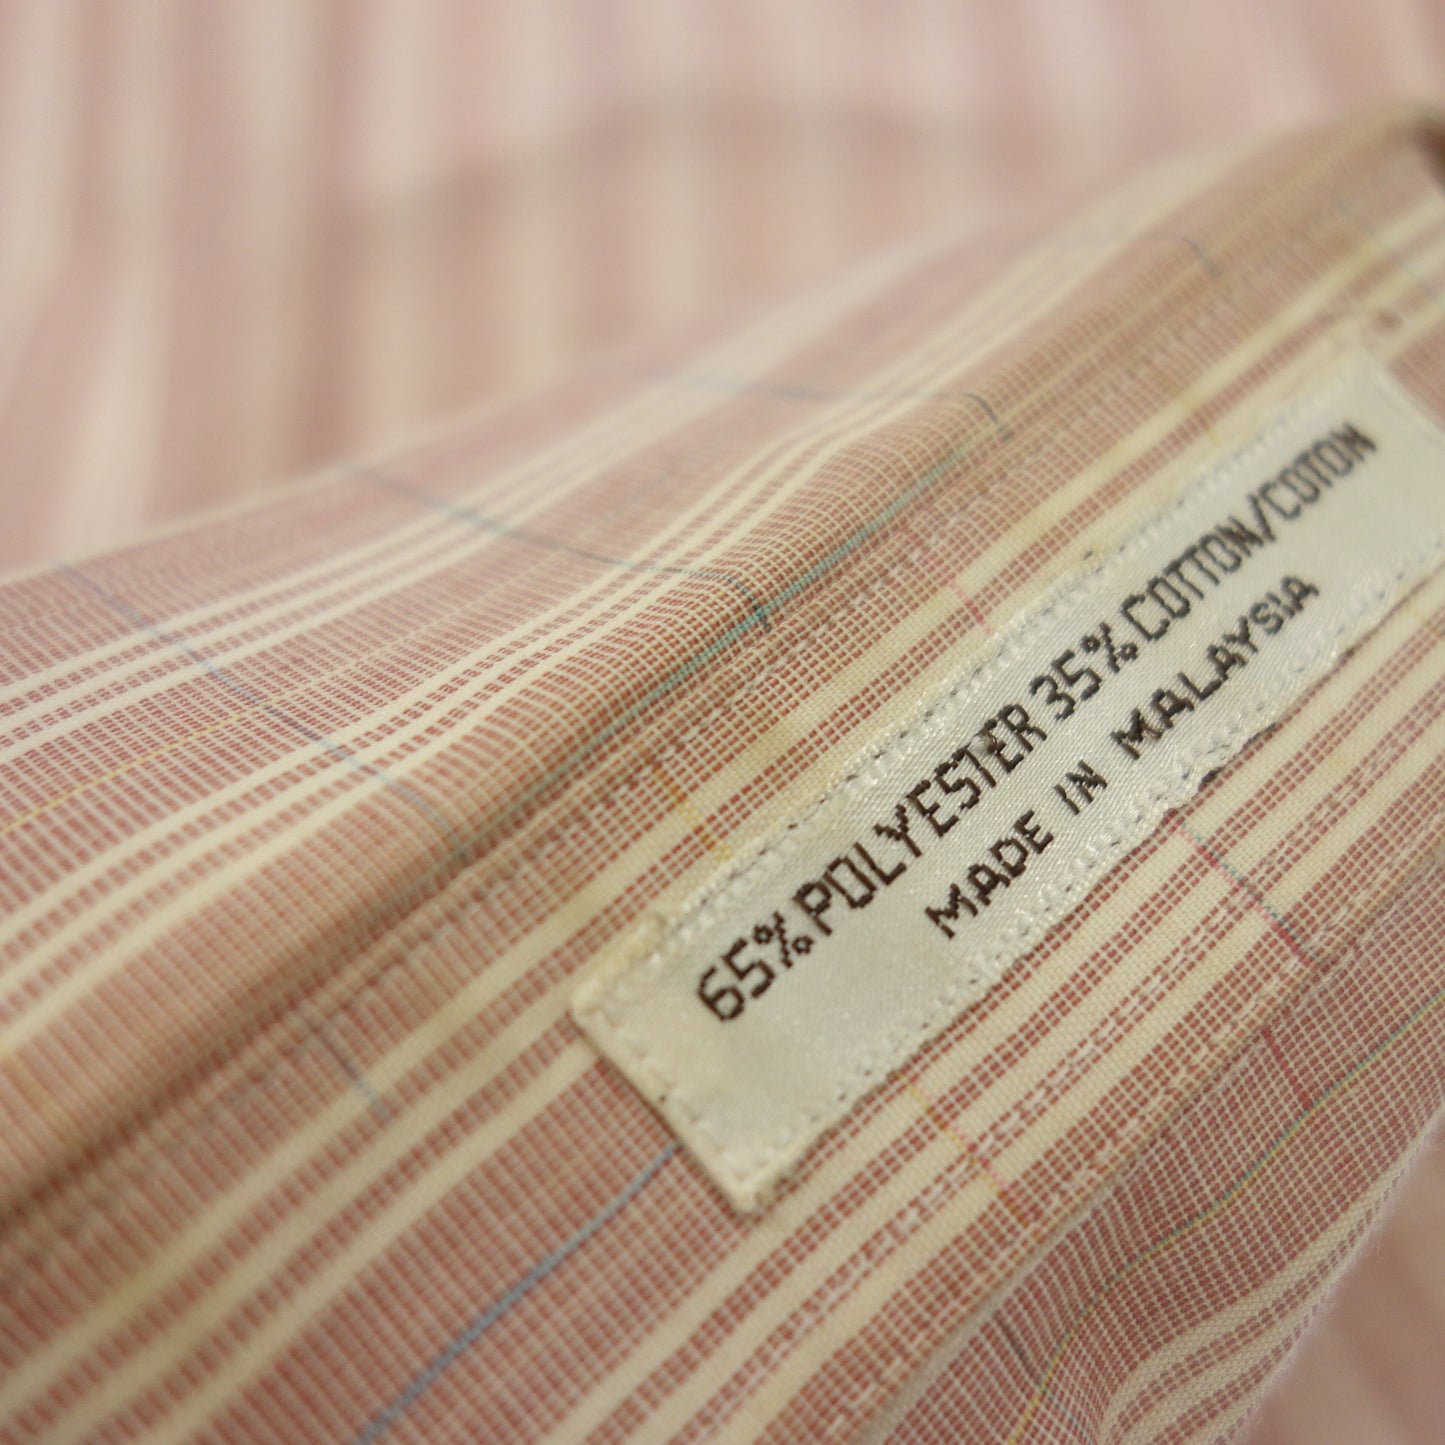 65% POLYESTER 35% COTTON/COTON
MADE IN MALAYSIA